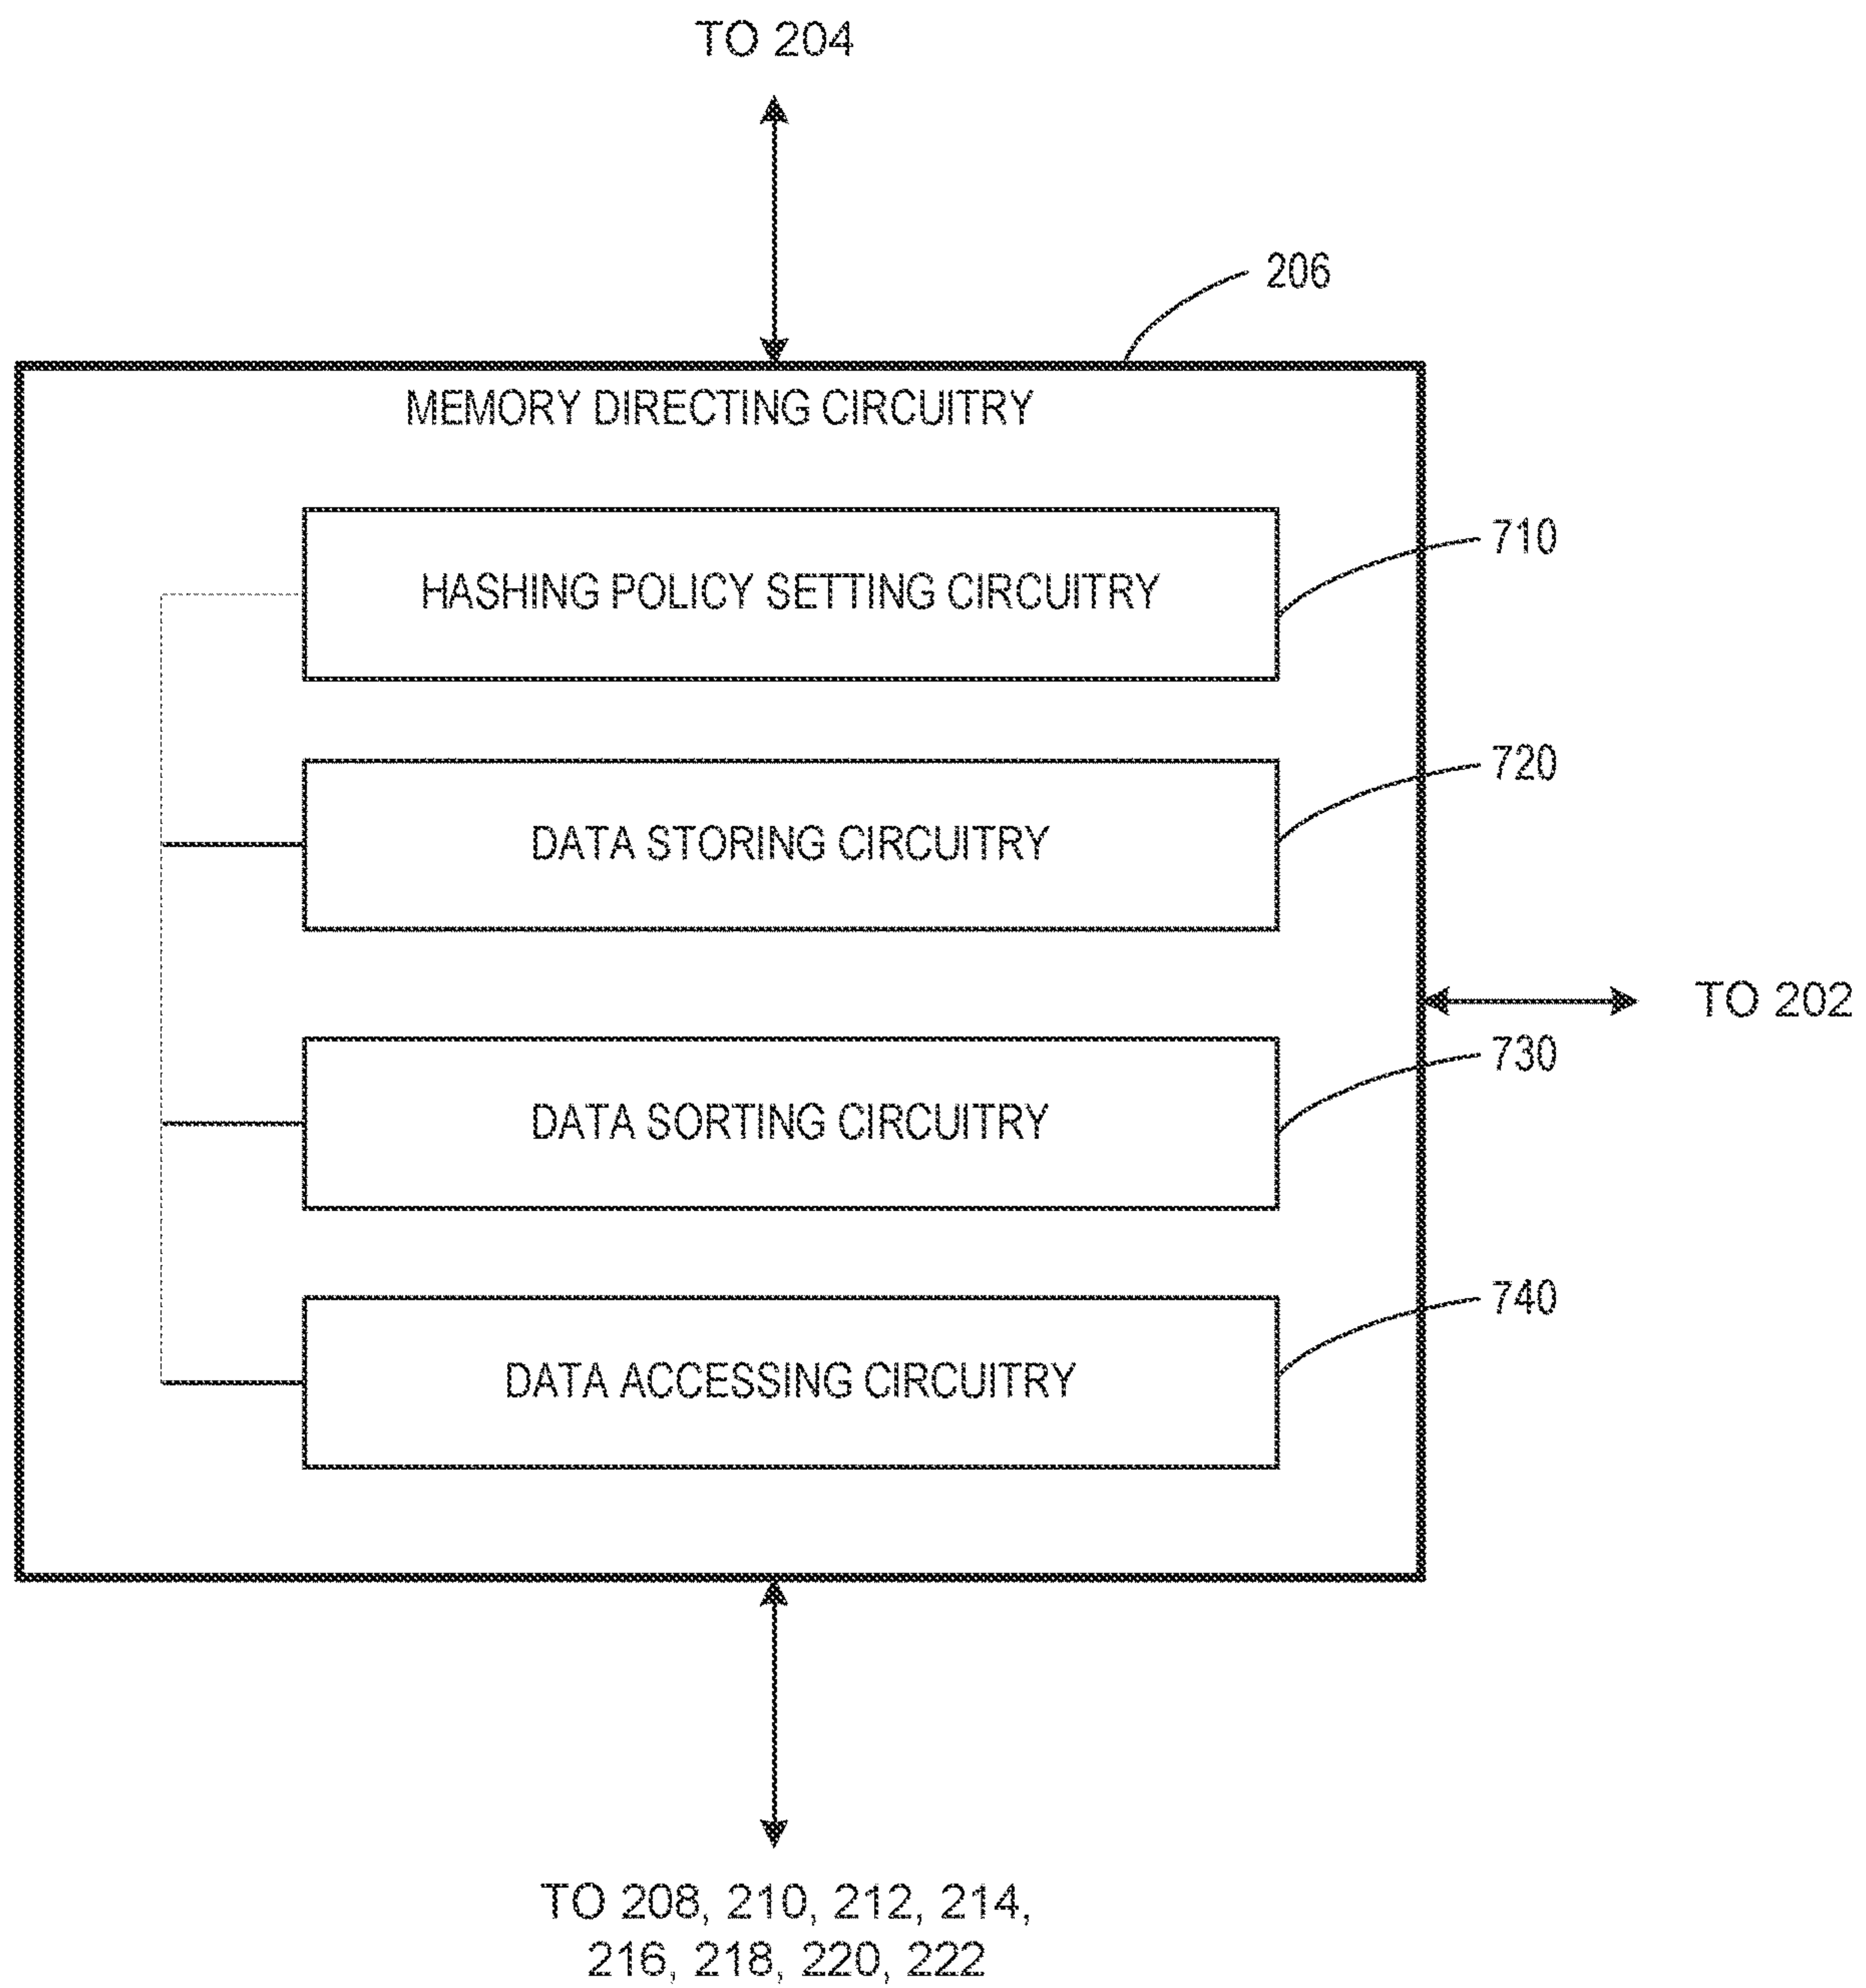 TO 204
206
MEMORY DIRECTING CIRCUITRY
710
HASHING POLICY SETTING CIRCUITRY
720
DATA STORING CIRCUITRY
TO 202
730
DATA SORTING CIRCUITRY
740
DATA ACCESSING CIRCUITRY
TO 208, 210, 212, 214,
216, 218, 220, 222